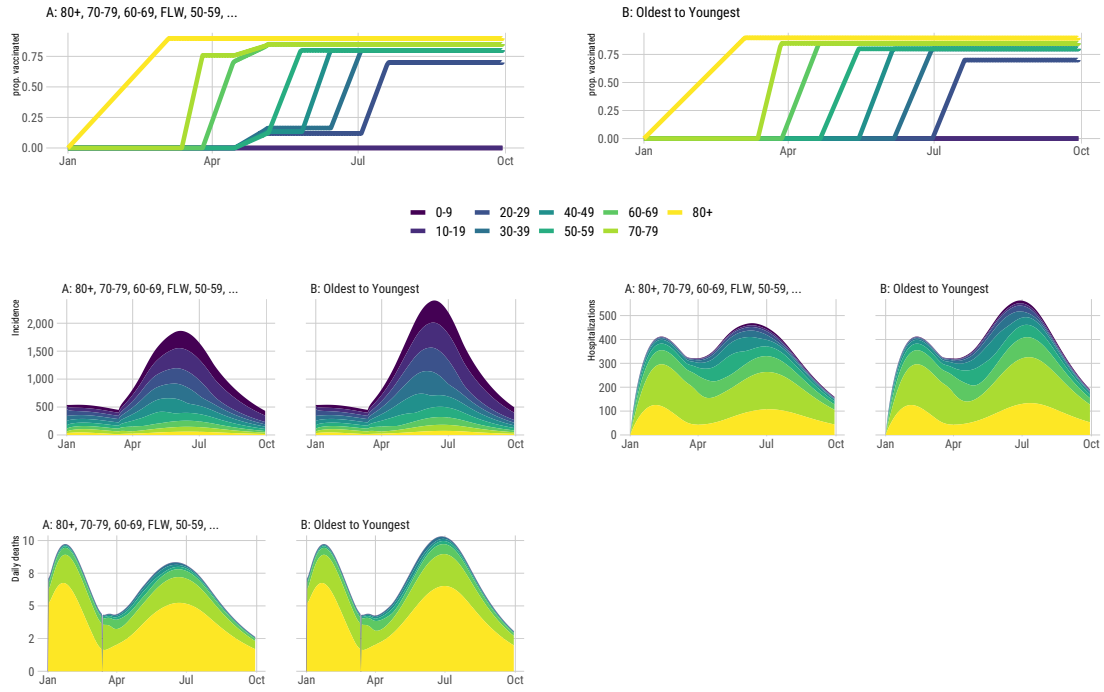 A: 80+, 70-79, 60-69, FLW, 50-59, ...
prop. vaccinated
0.75
0.50
0.25
0.00
Jan Apr Jul Oct
B: Oldest to Youngest
prop. vaccinated
0.75
0.50
0.25
0.00
Jan Apr Jul Oct
0-9 20-29 40-49 60-69 80+
10-19 30-39 50-59 70-79
A: 80+, 70-79, 60-69, FLW, 50-59, ...
B: Oldest to Youngest
Incidence
2,000
1,500
1,000
500
0
Jan Apr Jul Oct
Jan Apr Jul Oct
A: 80+, 70-79, 60-69, FLW, 50-59, ...
B: Oldest to Youngest
Hospitalizations
500
400
300
200
100
0
Jan Apr Jul Oct
Jan Apr Jul Oct
A: 80+, 70-79, 60-69, FLW, 50-59, ...
B: Oldest to Youngest
Daily deaths
10
8
5
2
0
Jan Apr Jul Oct
Jan Apr Jul Oct